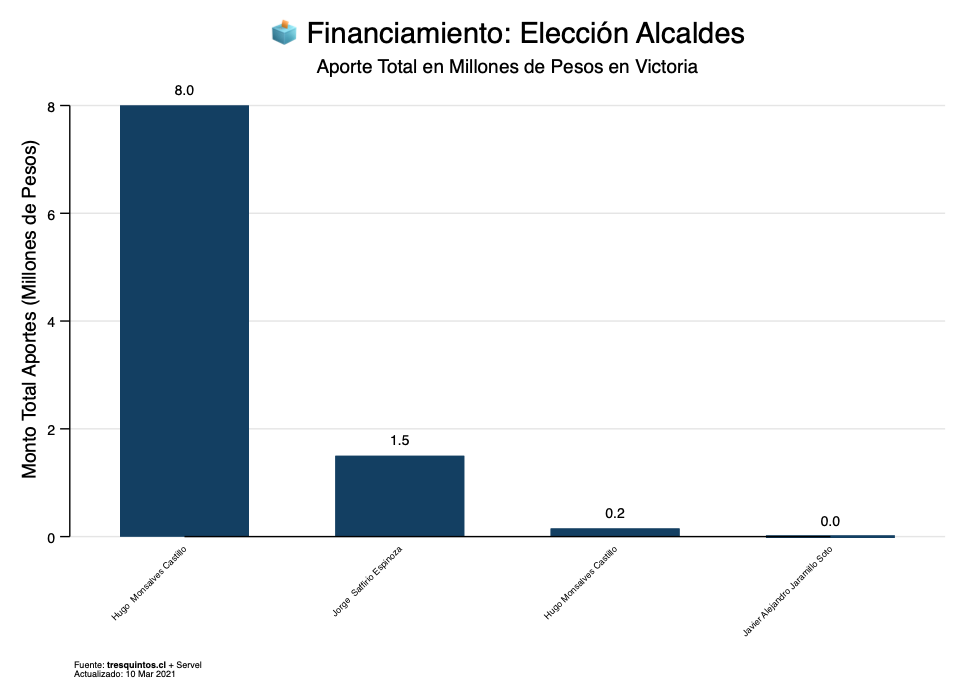 🗳️ Financiamiento: Elección Alcaldes
Aporte Total en Millones de Pesos en Victoria
Monto Total Aportes (Millones de Pesos)
8
6
4
2
0
8.0
1.5
0.2
0.0
Hugo  Monsalves Castillo
Jorge  Saffirio Espinoza
Hugo Monsalves Castillo
Javier Alejandro Jaramillo Soto
Fuente: tresquintos.cl + Servel
Actualizado: 10 Mar 2021